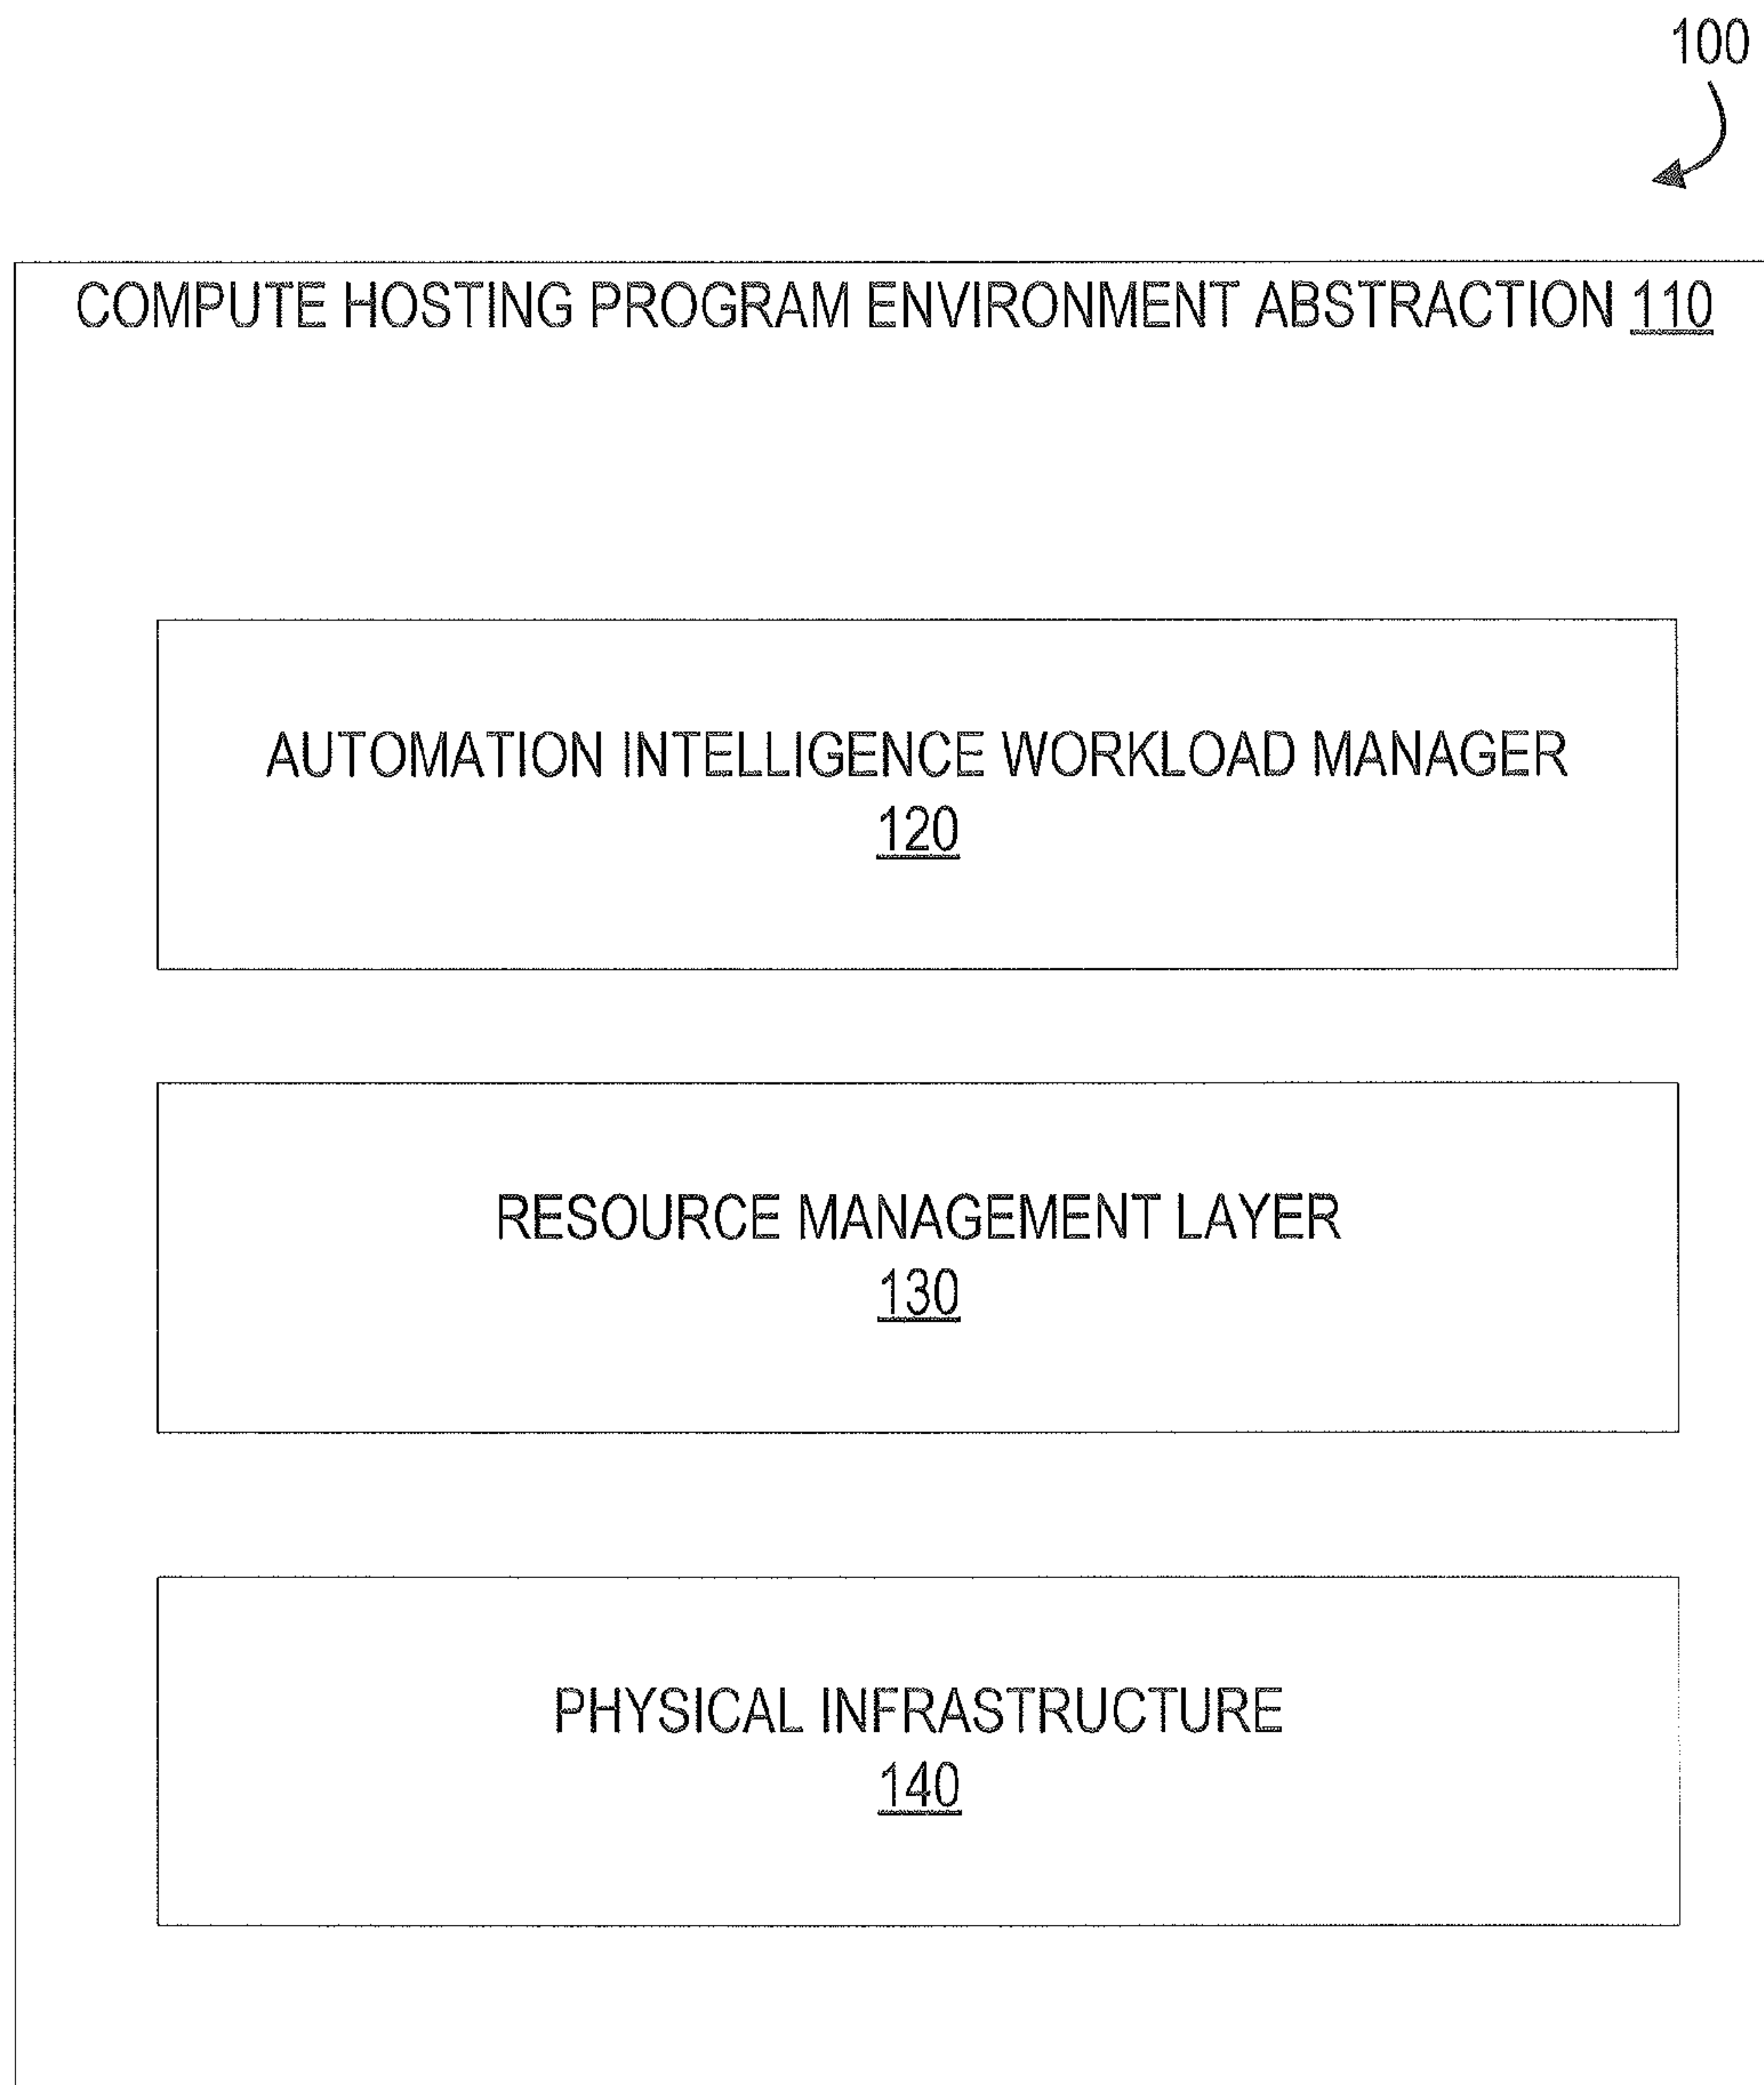 100
COMPUTE HOSTING PROGRAM ENVIRONMENT ABSTRACTION 110
AUTOMATION INTELLIGENCE WORKLOAD MANAGER
120
RESOURCE MANAGEMENT LAYER
130
PHYSICAL INFRASTRUCTURE
140